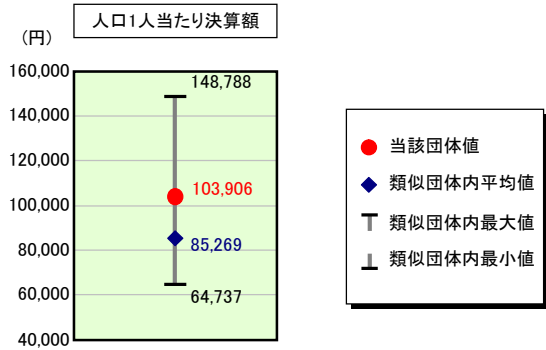 人口1人当たり決算額
(円)
160,000
140,000
120,000
100,000
80,000
60,000
40,000
148,788
103,906
85,269
64,737
当該団体値
類似団体内平均値
類似団体内最大値
類似団体内最小値